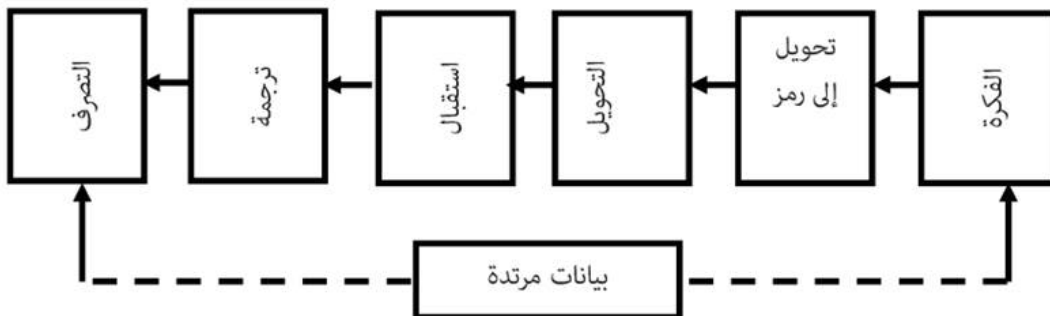 الفكرة
تحويل
إلى رمز
التحويل
استقبال
ترجمة
التصرف
بيانات مرتدة